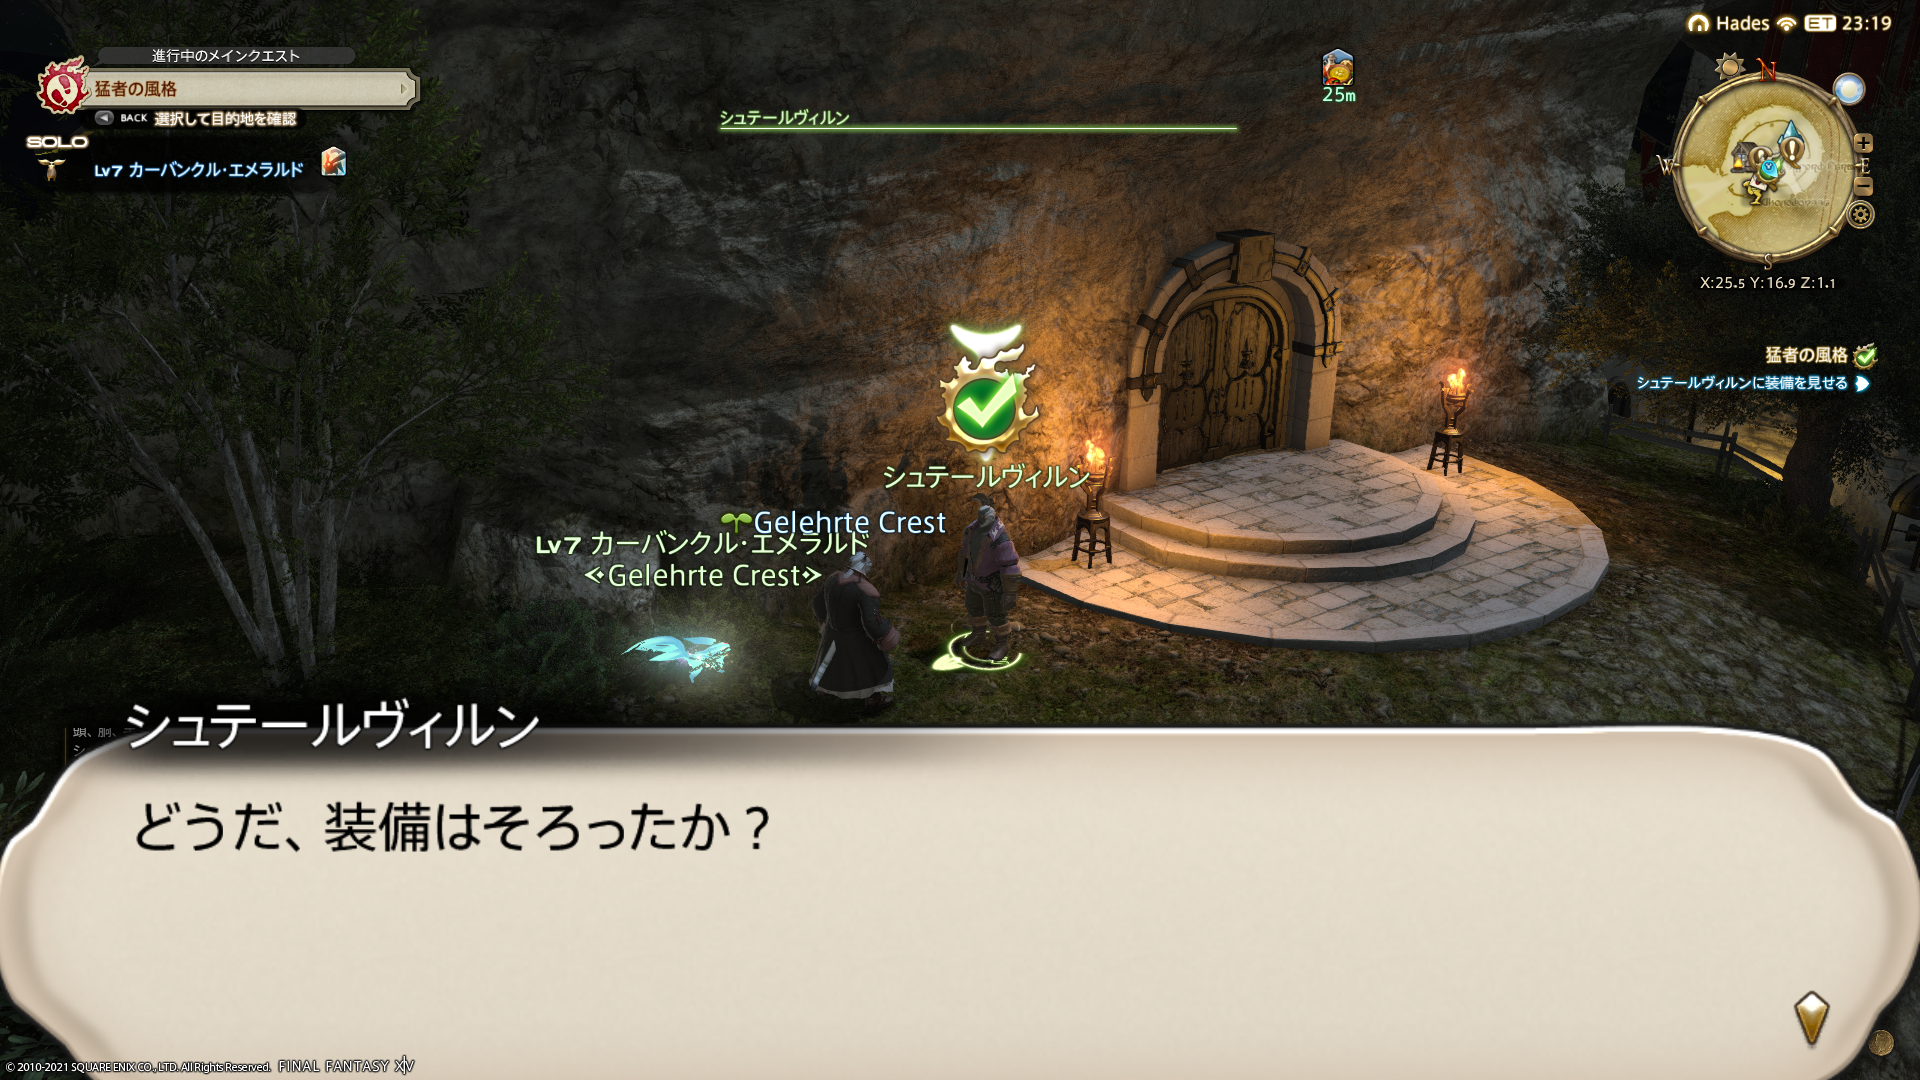 進行中のメインクエスト
猛者の風格
BACK 選択して目的地を確認
SOLO
Lv7 カーバンクル・エメラルド
シュテールヴィルン
25m
Hades ET 23:19
N
W
E
S
X:25.5 Y:16.9 Z:1.1
猛者の風格
シュテールヴィルンに装備を見せる
シュテールヴィルン
Gelehrte Crest
Lv7 カーバンクル・エメラルド
Gelehrte Crest
シュテールヴィルン
どうだ、装備はそろったか？
© 2010-2021 SQUARE ENIX CO., LTD. All Rights Reserved. FINAL FANTASY XIV